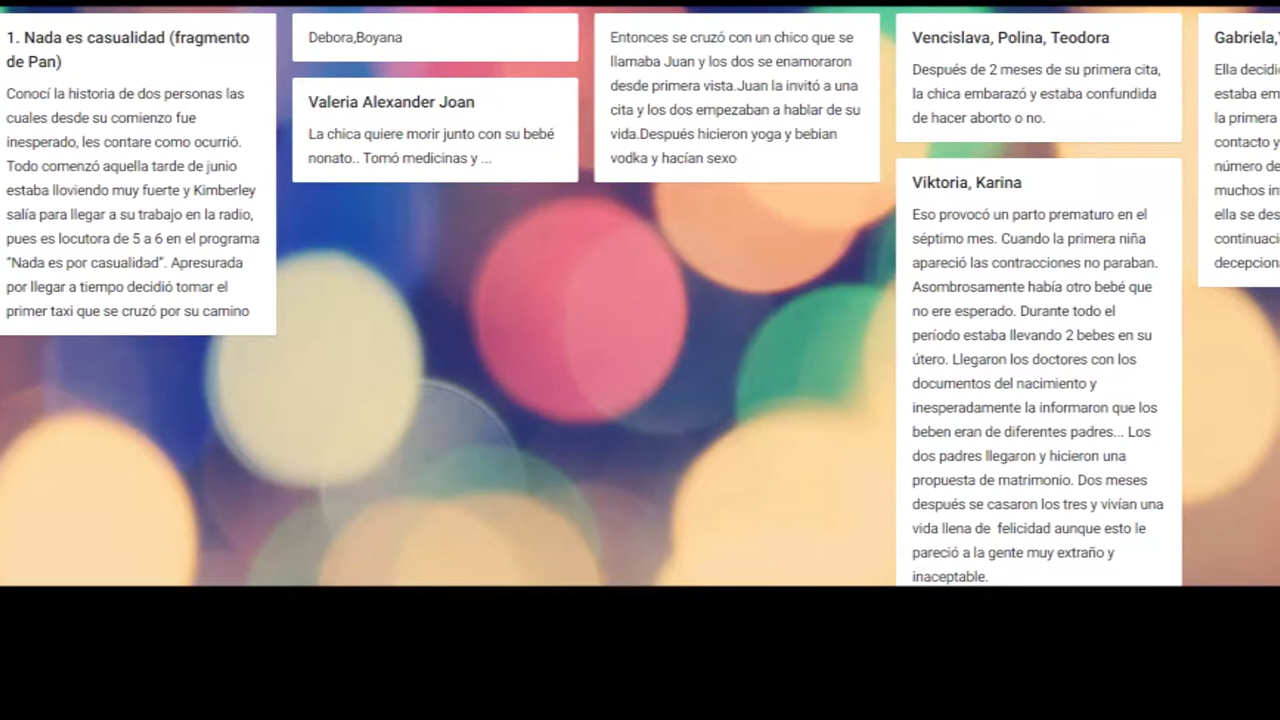 1. Nada es casualidad (fragmento
de Pan)
Conocí la historia de dos personas las
cuales desde su comienzo fue
inesperado, les contare como ocurrió.
Todo comenzó aquella tarde de junio
estaba lloviendo muy fuerte y Kimberley
salía para llegar a su trabajo en la radio,
pues es locutora de 5 a 6 en el programa
“Nada es por casualidad”. Apresurada
por llegar a tiempo decidió tomar el
primer taxi que se cruzó por su camino
Debora,Boyana
Valeria Alexander Joan
La chica quiere morir junto con su bebé
nonato.. Tomó medicinas y ...
Entonces se cruzó con un chico que se
llamaba Juan y los dos se enamoraron
desde primera vista.Juan la invitó a una
cita y los dos empezaban a hablar de su
vida.Después hicieron yoga y bebian
vodka y hacían sexo
Vencislava, Polina, Teodora
Después de 2 meses de su primera cita,
la chica embarazó y estaba confundida
de hacer aborto o no.
Viktoria, Karina
Eso provocó un parto prematuro en el
séptimo mes. Cuando la primera niña
apareció las contracciones no paraban.
Asombrosamente había otro bebé que
no ere esperado. Durante todo el
período estaba llevando 2 bebes en su
útero. Llegaron los doctores con los
documentos del nacimiento y
inesperadamente la informaron que los
beben eran de diferentes padres... Los
dos padres llegaron y hicieron una
propuesta de matrimonio. Dos meses
después se casaron los tres y vivían una
vida llena de felicidad aunque esto le
pareció a la gente muy extraño y
inaceptable.
Gabriela,
Ella decidi
estaba em
la primera
contacto y
número de
muchos in
ella se des
continuaci
decepciona